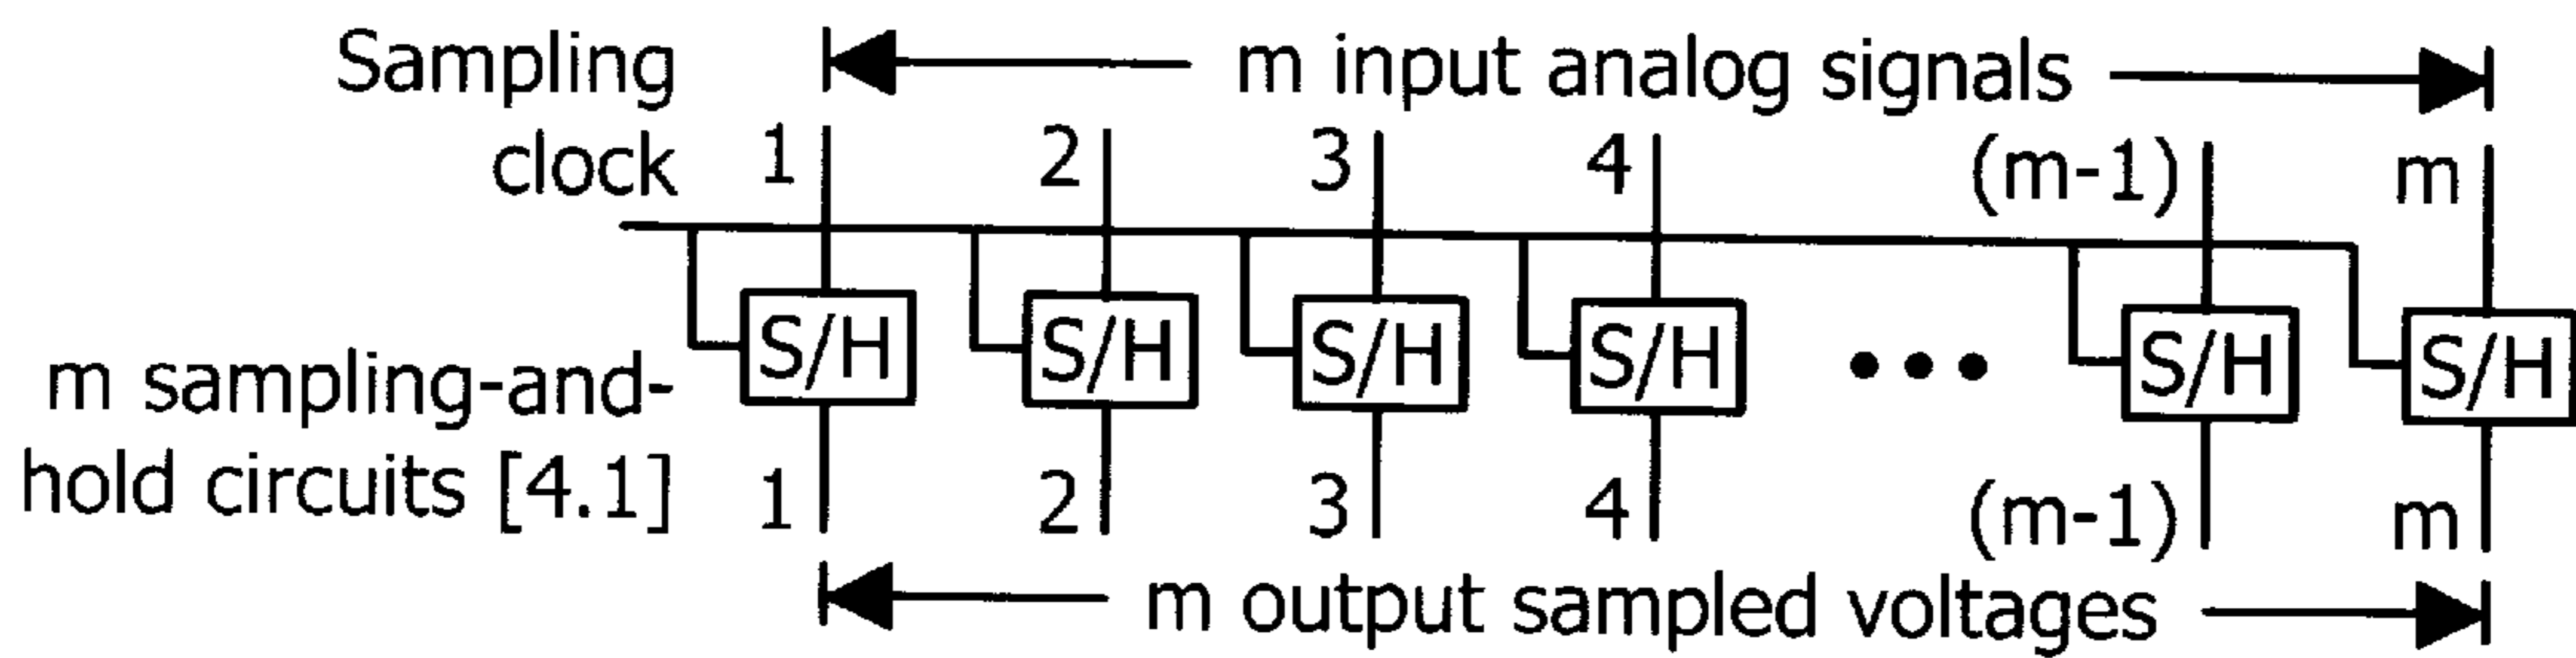 Sampling
clock
m input analog signals
1 2 3 4 (m-1) m
S/H S/H S/H S/H ••• S/H S/H
m sampling-and-
hold circuits [4.1]
1 2 3 4 (m-1) m
m output sampled voltages